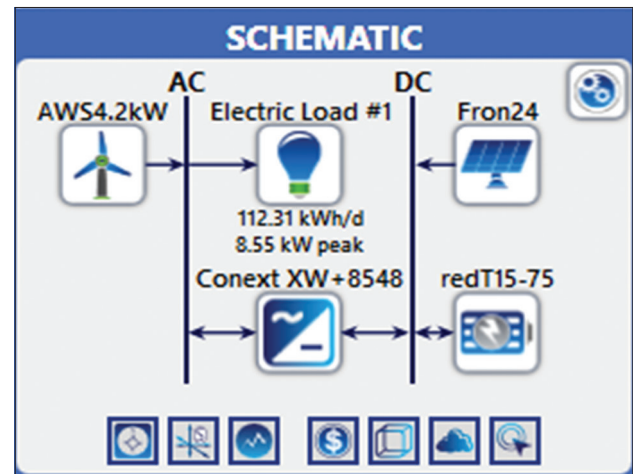 SCHEMATIC
AC
DC
AWS4.2kW
Electric Load #1
Fron24
112.31 kWh/d
8.55 kW peak
Conext XW+8548
redT15-75